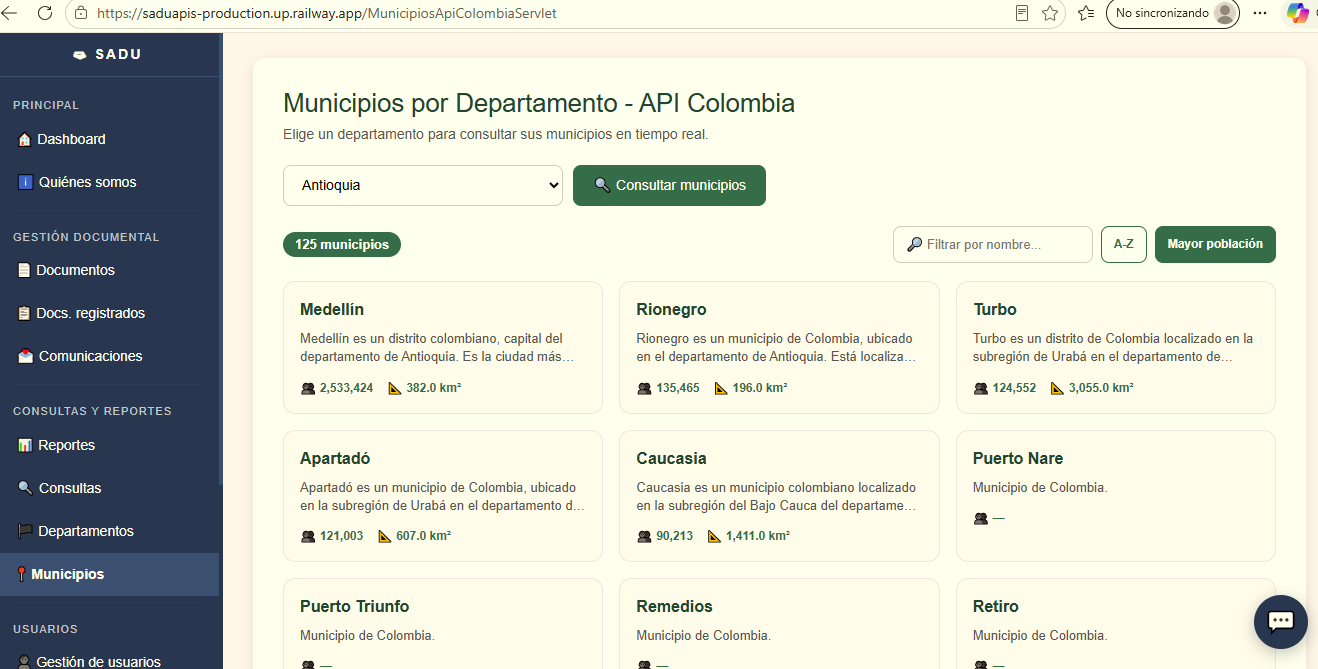 https://saduapis-production.up.railway.app/MunicipiosApiColombiaServlet
No sincronizando
SADU
PRINCIPAL
Dashboard
Quiénes somos
GESTIÓN DOCUMENTAL
Documentos
Docs. registrados
Comunicaciones
CONSULTAS Y REPORTES
Reportes
Consultas
Departamentos
Municipios
USUARIOS
Gestión de usuarios
Municipios por Departamento - API Colombia
Elige un departamento para consultar sus municipios en tiempo real.
Antioquia
Consultar municipios
125 municipios
Filtrar por nombre...
A-Z
Mayor población
Medellín
Medellín es un distrito colombiano, capital del
departamento de Antioquia. Es la ciudad más...
2,533,424 382.0 km²
Rionegro
Rionegro es un municipio de Colombia, ubicado
en el departamento de Antioquia. Está localiza...
135,465 196.0 km²
Turbo
Turbo es un distrito de Colombia localizado en la
subregión de Urabá en el departamento de...
124,552 3,055.0 km²
Apartadó
Apartadó es un municipio de Colombia, ubicado
en la subregión de Urabá en el departamento d...
121,003 607.0 km²
Caucasia
Caucasia es un municipio colombiano localizado
en la subregión del Bajo Cauca del departame...
90,213 1,411.0 km²
Puerto Nare
Municipio de Colombia.
—
Puerto Triunfo
Municipio de Colombia.
—
Remedios
Municipio de Colombia.
—
Retiro
Municipio de Colombia.
—